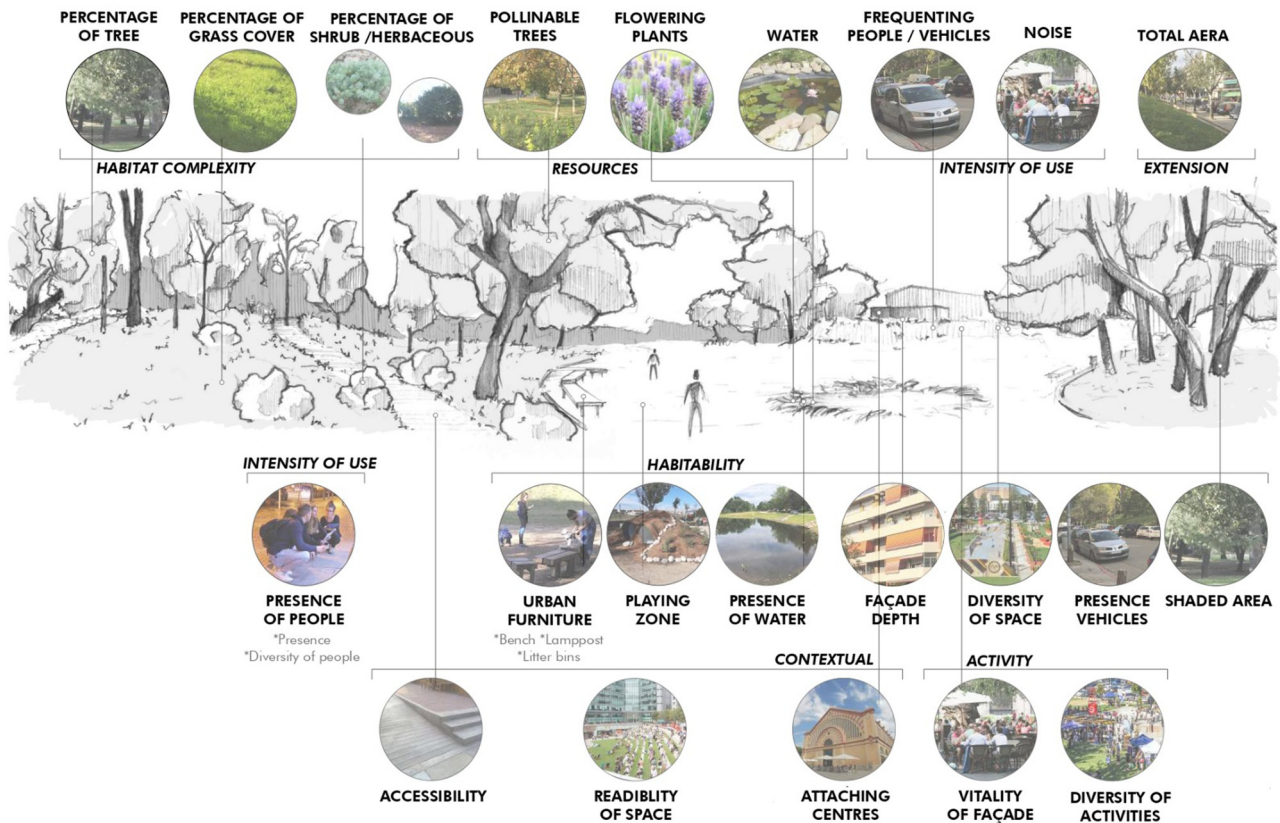 PERCENTAGE
OF TREE
PERCENTAGE OF
GRASS COVER
PERCENTAGE OF
SHRUB /HERBACEOUS
POLLINABLE
TREES
FLOWERING
PLANTS
WATER
FREQUENTING
PEOPLE / VEHICLES
NOISE
TOTAL AERA
HABITAT COMPLEXITY
RESOURCES
INTENSITY OF USE
EXTENSION
INTENSITY OF USE
HABITABILITY
PRESENCE
OF PEOPLE
*Presence
*Diversity of people
URBAN
FURNITURE
*Bench *Lamppost
*Litter bins
PLAYING
ZONE
PRESENCE
OF WATER
FAÇADE
DEPTH
DIVERSITY
OF SPACE
PRESENCE
VEHICLES
SHADED AREA
CONTEXTUAL
ACTIVITY
ACCESSIBILITY
READIBLITY
OF SPACE
ATTACHING
CENTRES
VITALITY
OF FAÇADE
DIVERSITY OF
ACTIVITIES